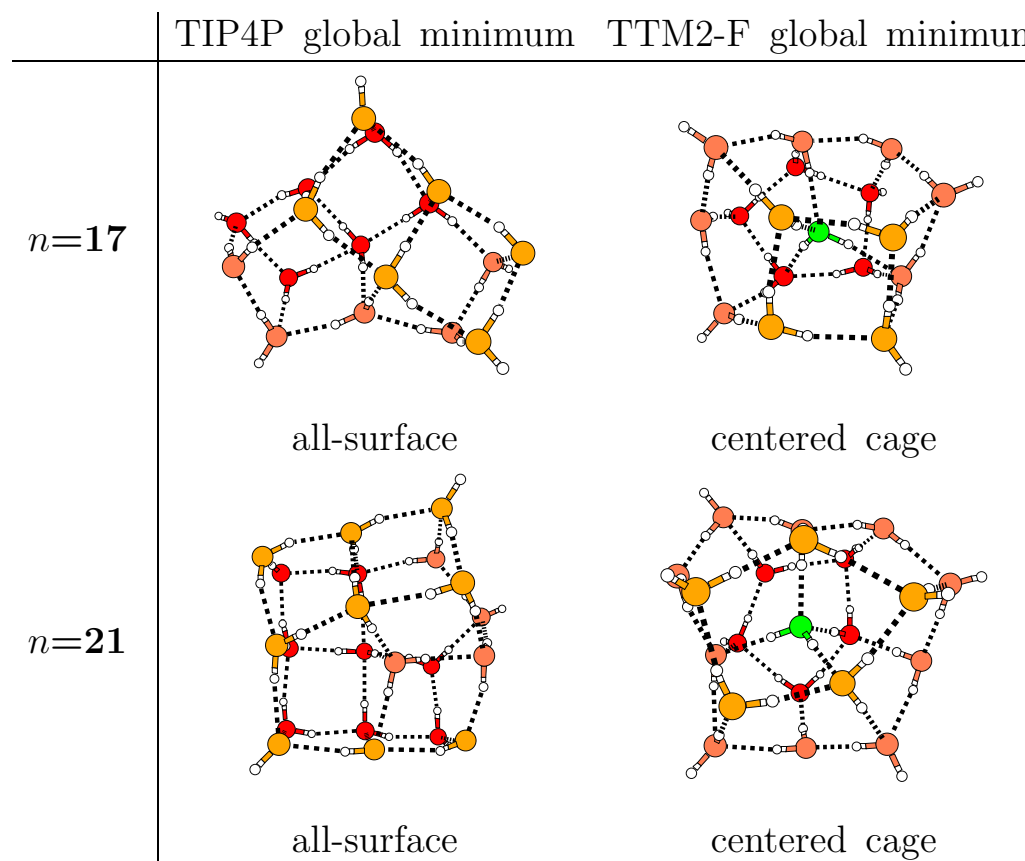 TIP4P global minimum TTM2-F global minimum
n=17
all-surface centered cage
n=21
all-surface centered cage